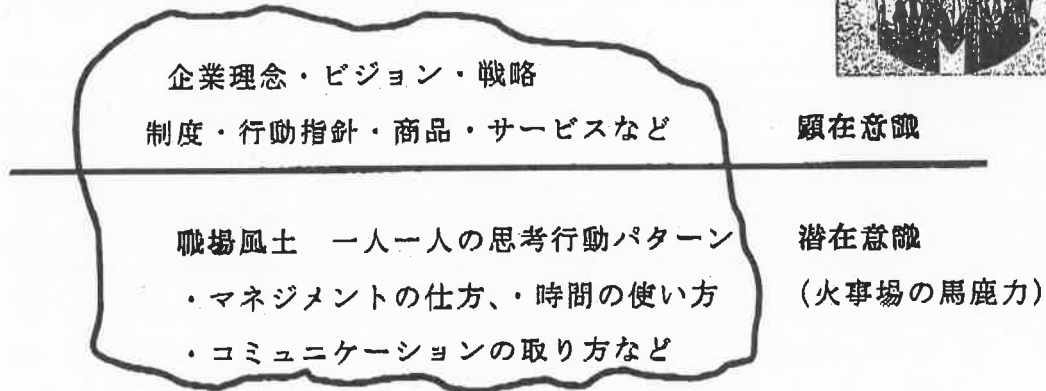 企業理念・ビジョン・戦略
制度・行動指針・商品・サービスなど
顕在意識
職場風土 一人一人の思考行動パターン
潜在意識
・マネジメントの仕方、・時間の使い方
(火事場の馬鹿力)
・コミュニケーションの取り方など